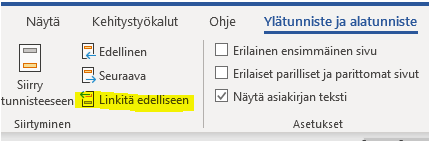 Näytä Kehitystyökalut Ohje Ylätunniste ja alatunniste
Edellinen
Seuraava
Linkitä edelliseen
Siirry
tunnisteeseen
Siirtyminen
Erilainen ensimmäinen sivu
Erilaiset parilliset ja parittomat sivut
Näytä asiakirjan teksti
Asetukset